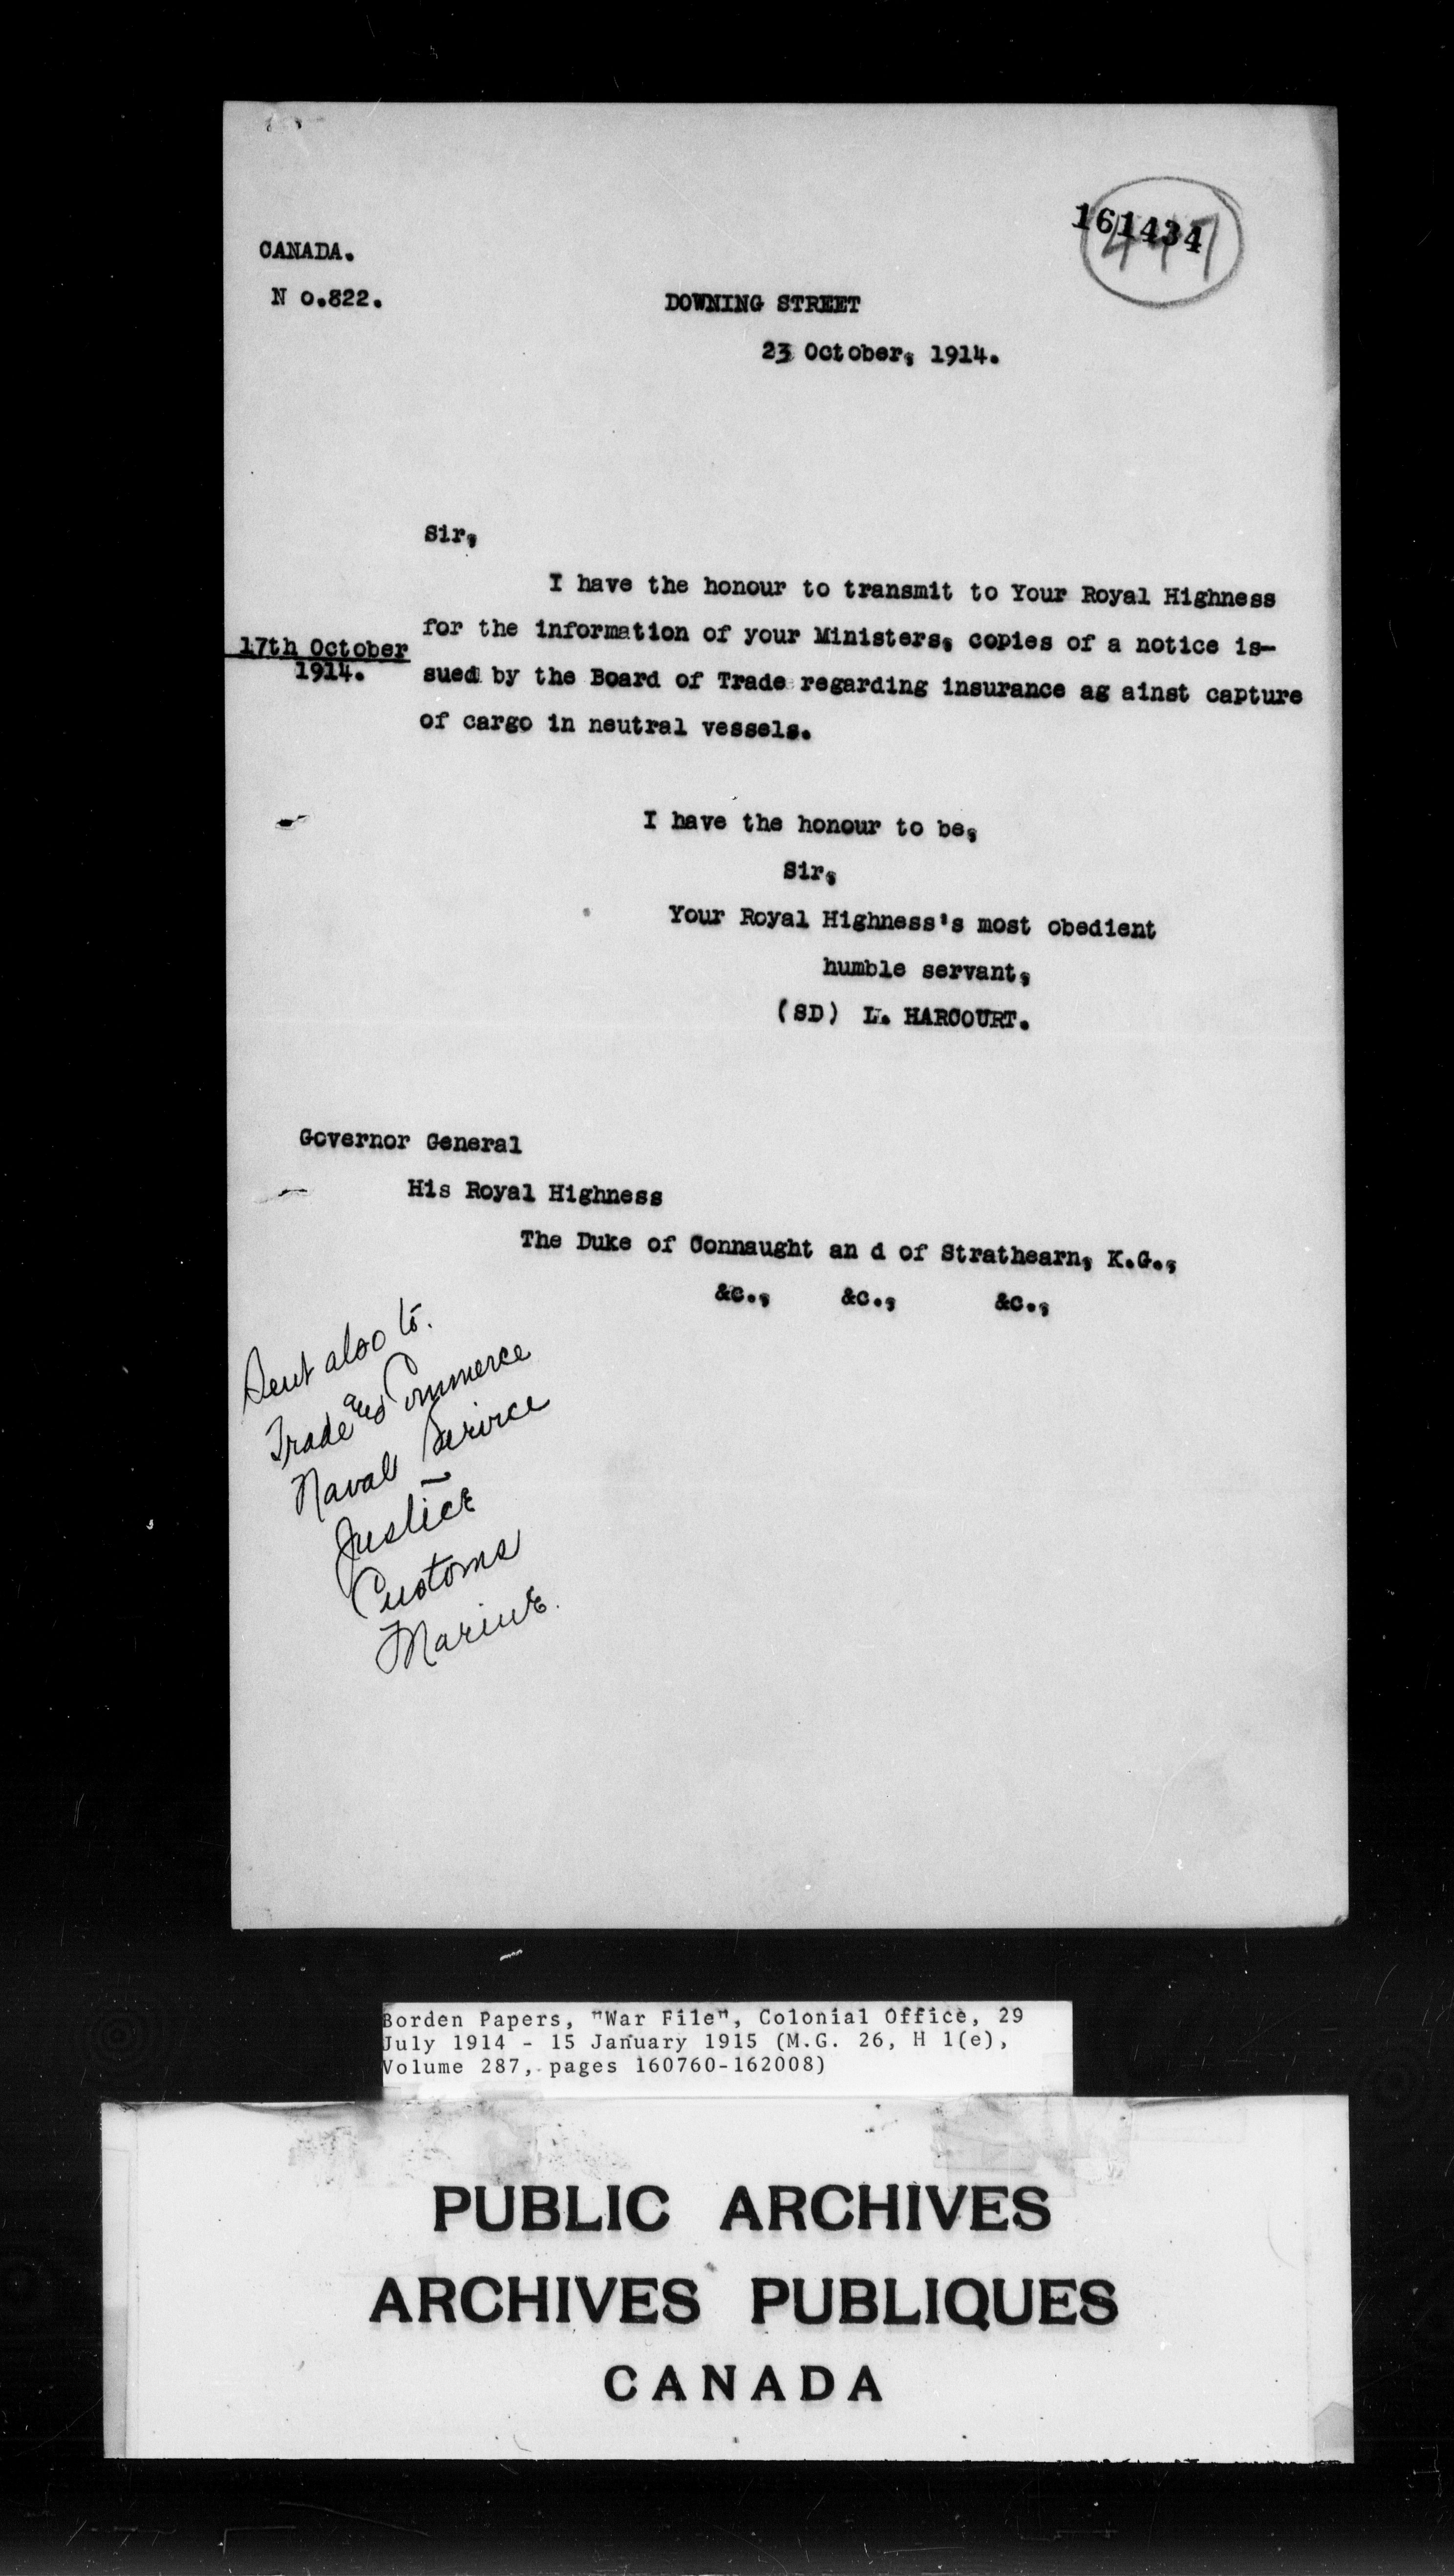 161434
447
CANADA.
N o.822.
DOWNING STREET
23 October, 1914.
Sir,
I have the honour to transmit to Your Royal Highness
for the information of your Ministers, copies of a notice is-
17th October
1914.
sued by the Board of Trade regarding insurance ag ainst capture
of cargo in neutral vessels.
I have the honour to be,
Sir,
Your Royal Highness's most obedient
humble servant,
(SD) L. HARCOURT.
Governor General
His Royal Highness
The Duke of Connaught an d of Strathearn, K.G.,
&c., &c., &c.,
Sent also to.
Trade and Commerce
Naval Service
Justice
Customs
Marine.
Borden Papers, "War File", Colonial Office, 29
July 1914 - 15 January 1915 (M.G. 26, H 1(e),
Volume 287, pages 160760-162008)
PUBLIC ARCHIVES
ARCHIVES PUBLIQUES
CANADA